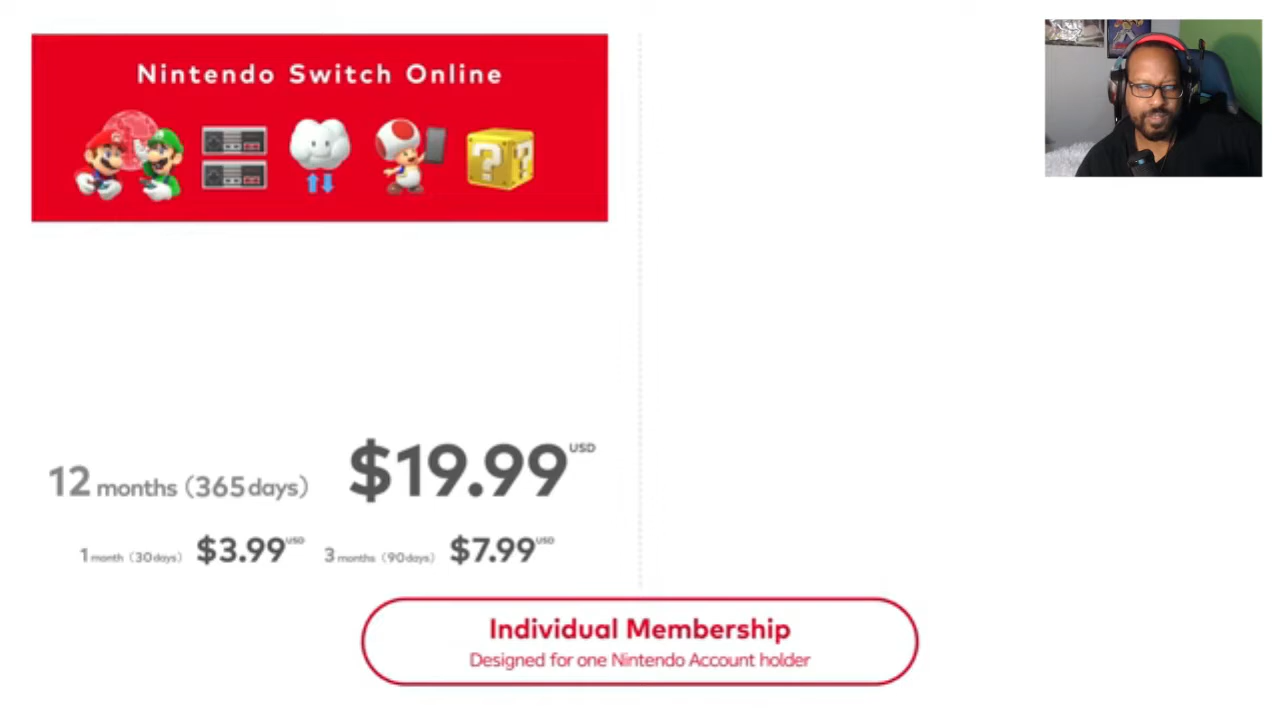 Nintendo Switch Online
? ?
12 months (365 days) $19.99 USD
1 month (30 days) $3.99 USD 3 months (90 days) $7.99 USD
Individual Membership
Designed for one Nintendo Account holder